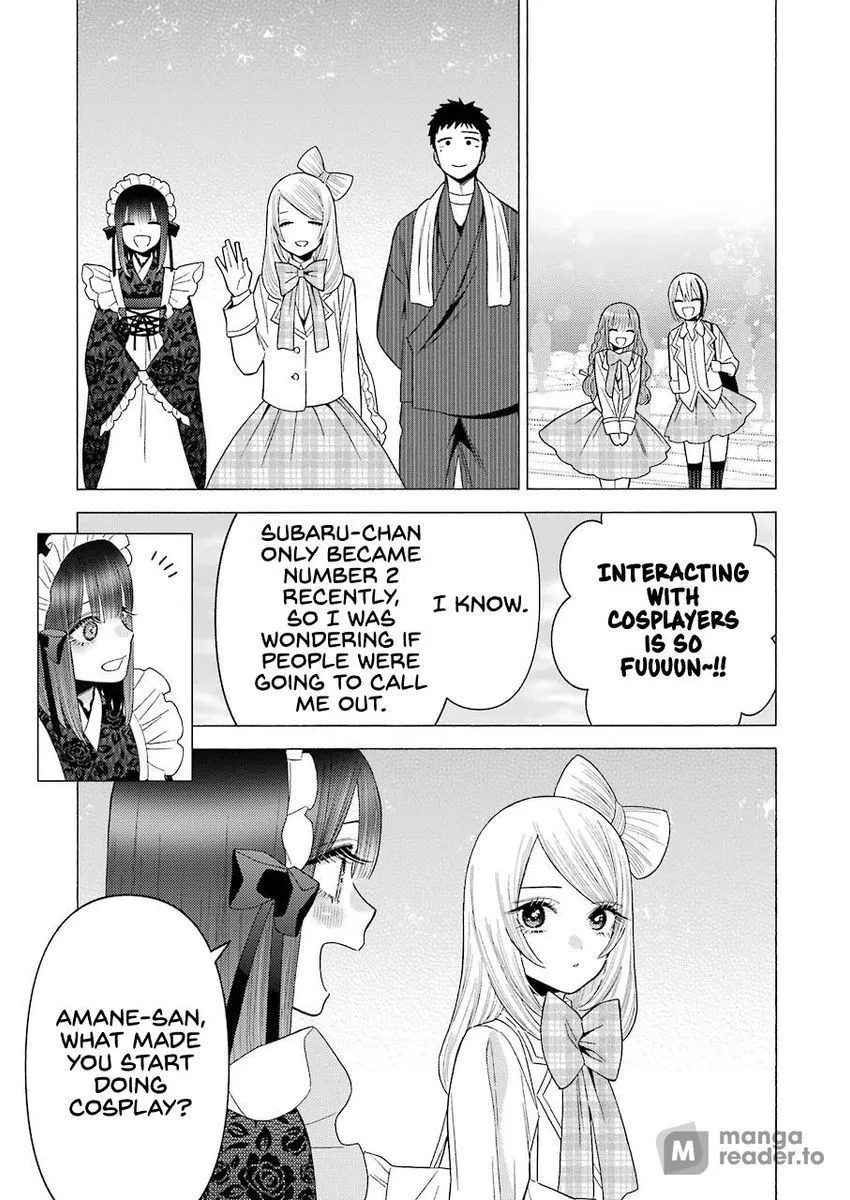 INTERACTING
WITH
COSPLAYERS
IS SO
FUUUUN~!!
I KNOW.
SUBARU-CHAN
ONLY BECAME
NUMBER 2
RECENTLY,
SO I WAS
WONDERING IF
PEOPLE WERE
GOING TO CALL
ME OUT.
AMANE-SAN,
WHAT MADE
YOU START
DOING
COSPLAY?
M manga
reader.to